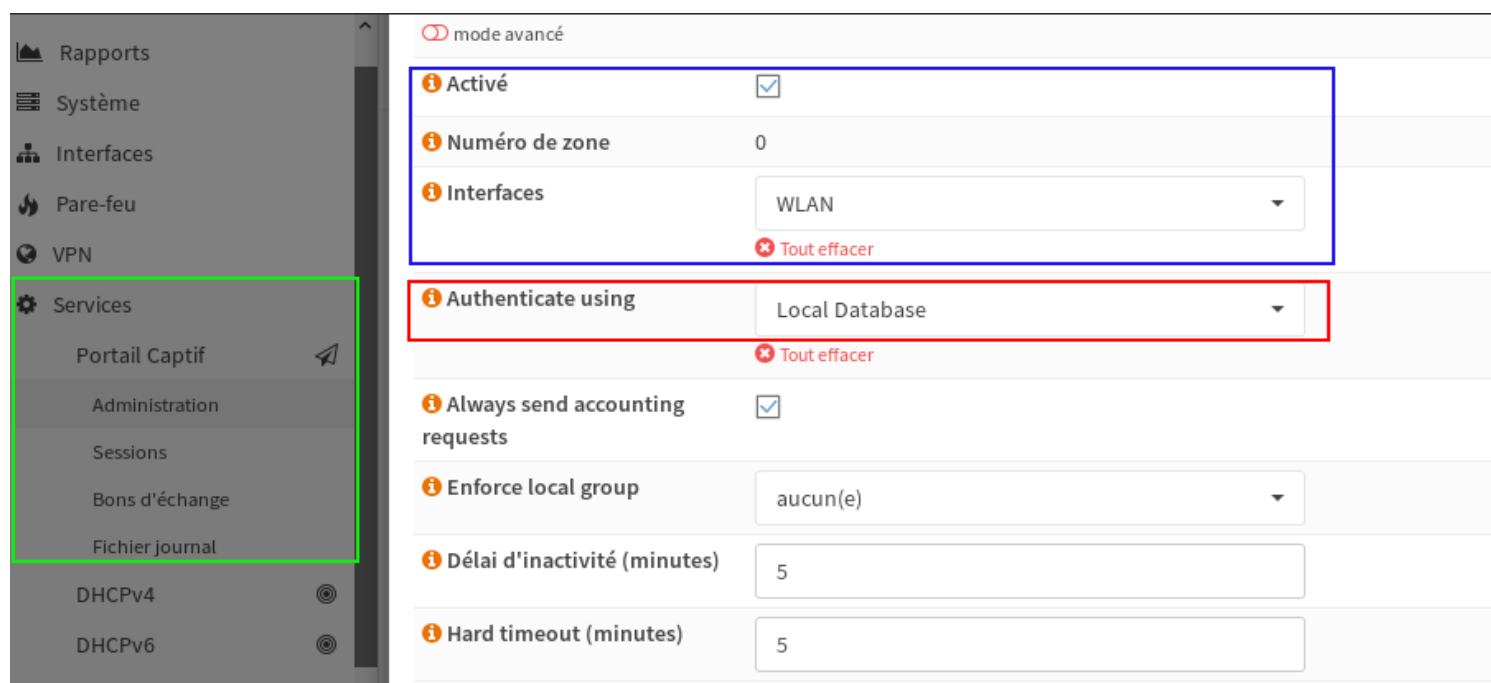 Rapports
Système
Interfaces
Pare-feu
VPN
Services
Portail Captif
Administration
Sessions
Bons d'échange
Fichier journal
DHCPv4
DHCPv6
mode avancé
Activé
Numéro de zone 0
Interfaces WLAN
Tout effacer
Authenticate using Local Database
Tout effacer
Always send accounting
requests
Enforce local group aucun(e)
Délai d'inactivité (minutes) 5
Hard timeout (minutes) 5